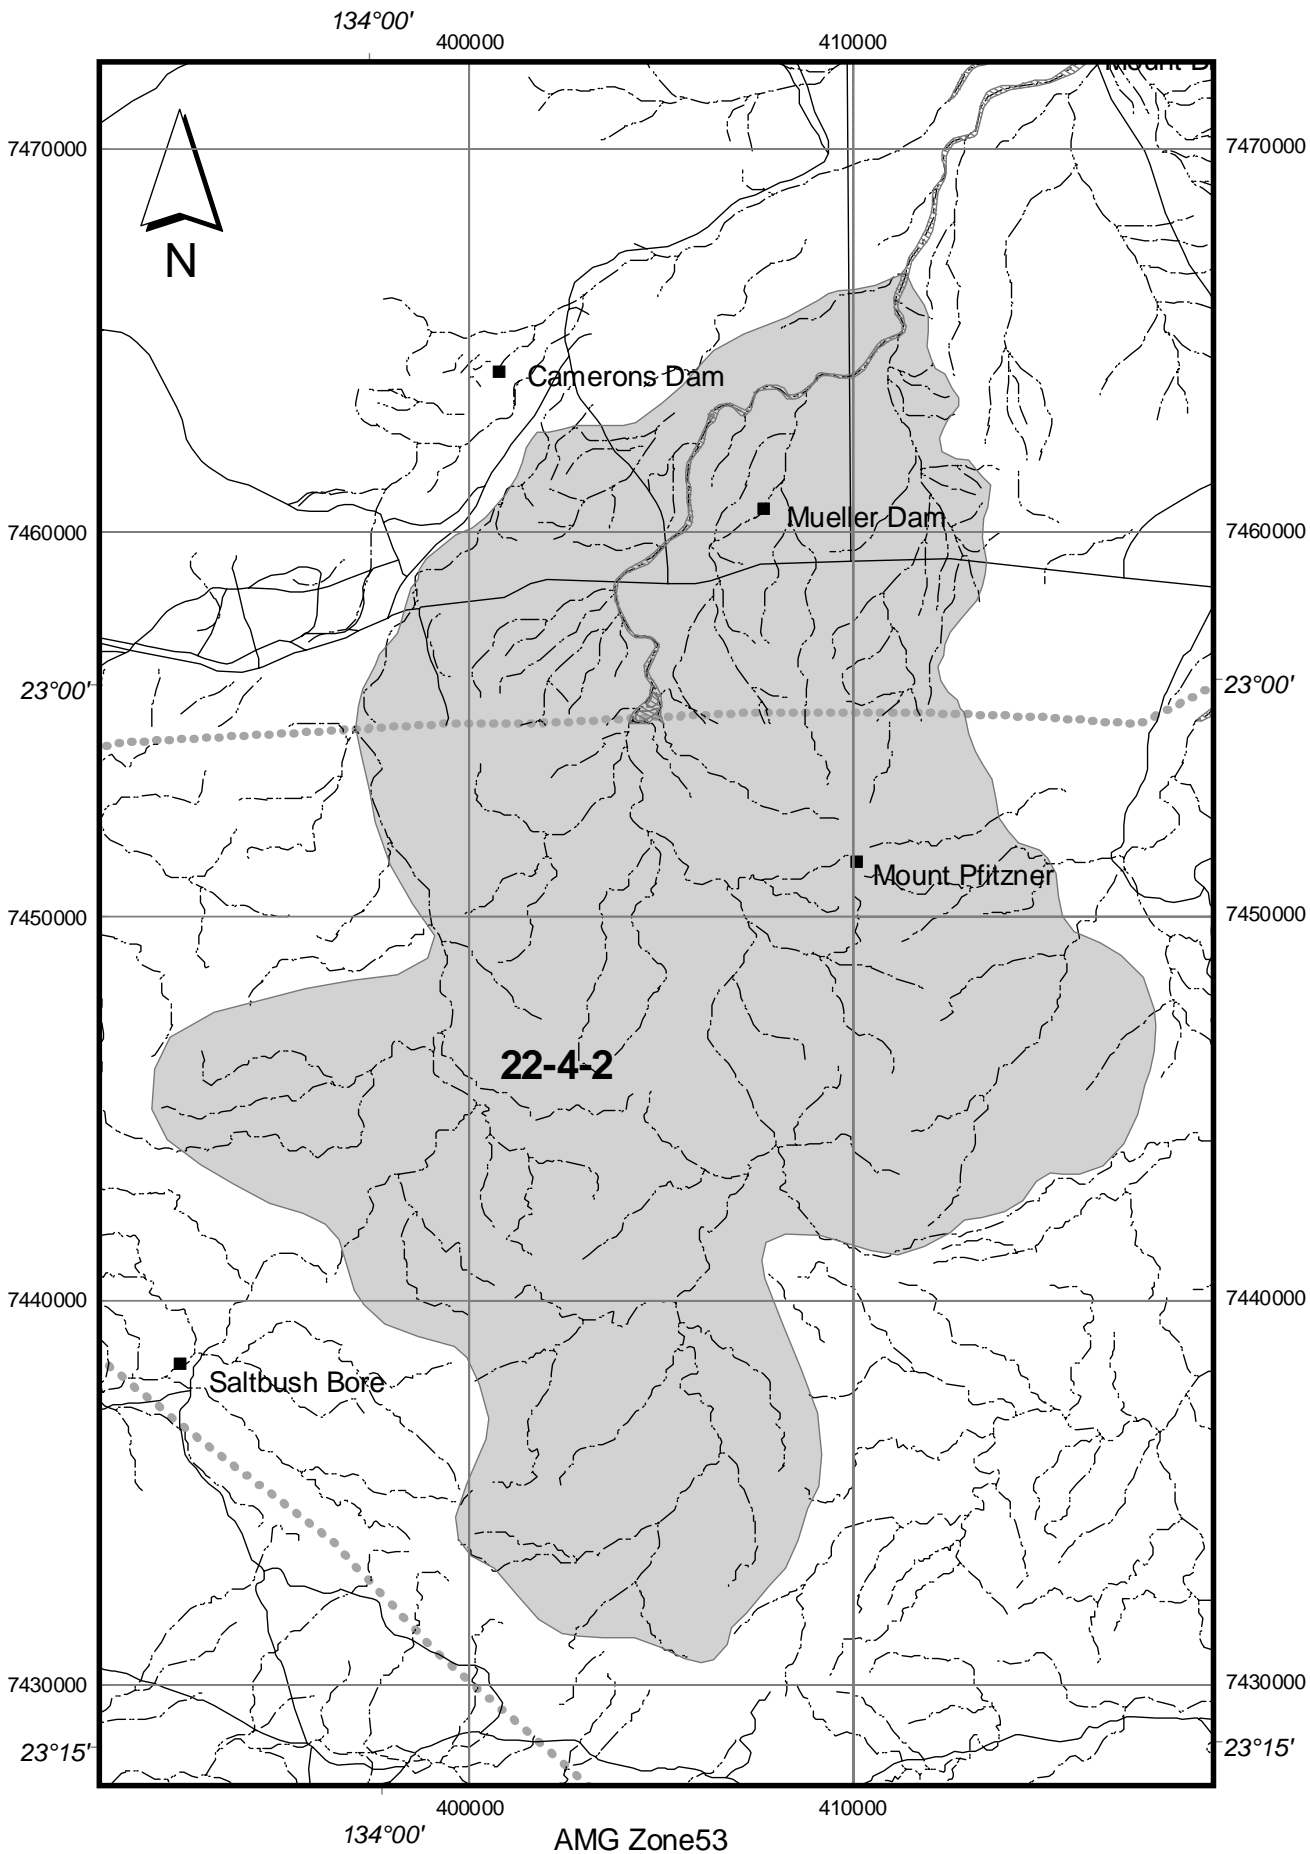 134°00'
400000 410000
Mount
7470000 7470000
N
Camerons Dam
Mueller Dam
7460000 7460000
23°00' 23°00'
Mount Pfitzner
7450000 7450000
22-4-2
7440000 7440000
Saltbush Bore
7430000 7430000
23°15' 23°15'
400000 410000
134°00' AMG Zone53